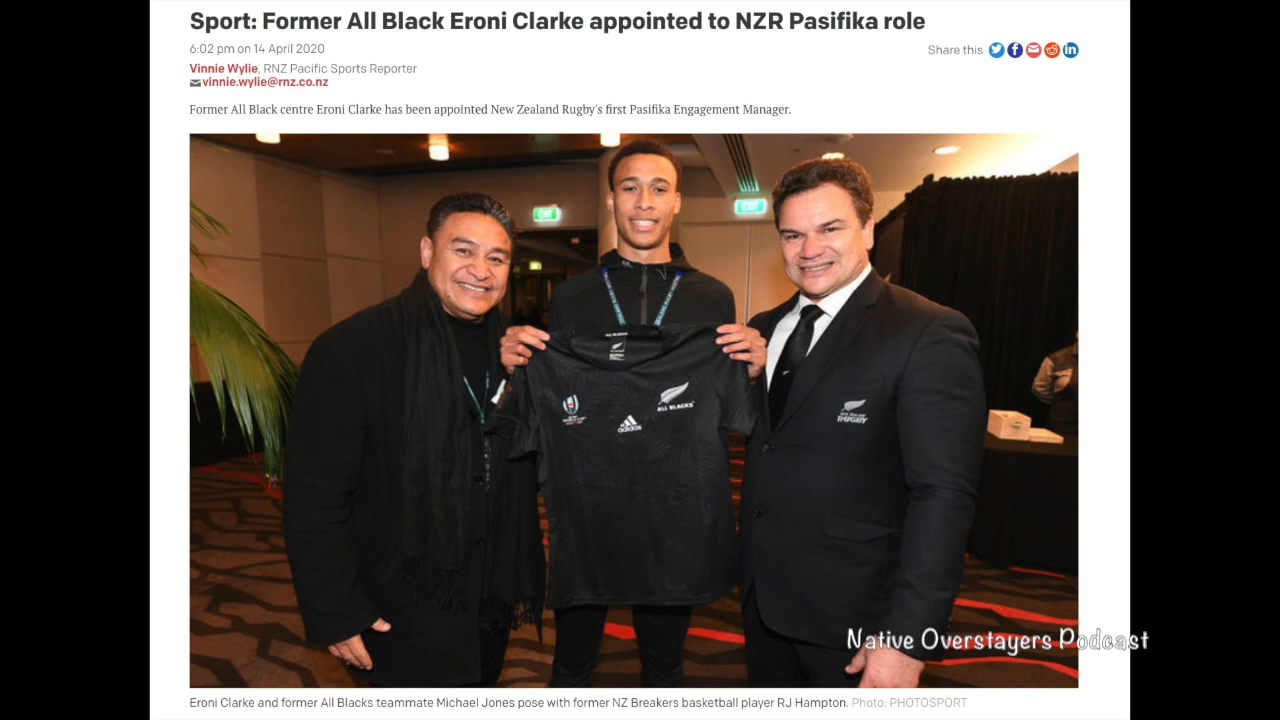 Sport: Former All Black Eroni Clarke appointed to NZR Pasifika role
6:02 pm on 14 April 2020
Share this
Vinnie Wylie, RNZ Pacific Sports Reporter
vinnie.wylie@rnz.co.nz
Former All Black centre Eroni Clarke has been appointed New Zealand Rugby's first Pasifika Engagement Manager.
EXIT
EXIT
ALL BLACKS
ALL BLACKS
adidas
RUGBY
Native Overstayers Podcast
Eroni Clarke and former All Blacks teammate Michael Jones pose with former NZ Breakers basketball player RJ Hampton. Photo: PHOTOSPORT